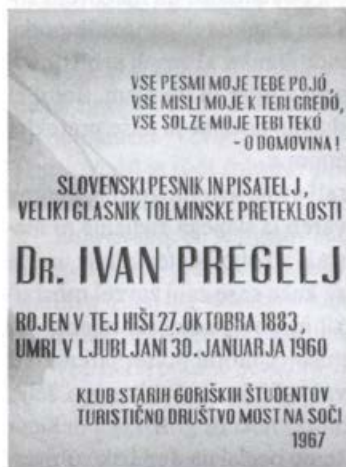 VSE PESMI MOJE TEBE POJÓ,
VSE MISLI MOJE K TEBI GREDÓ,
VSE SOLZE MOJE TEBI TEKÓ
- O DOMOVINA!
SLOVENSKI PESNIK IN PISATELJ,
VELIKI GLASNIK TOLMINSKE PRETEKLOSTI
DR. IVAN PREGELJ
ROJEN V TEJ HIŠI 27. OKTOBRA 1883,
UMRL V LJUBLJANI 30. JANUARJA 1960
KLUB STARIH GORIŠKIH ŠTUDENTOV
TURISTIČNO DRUŠTVO MOST NA SOČI
1967